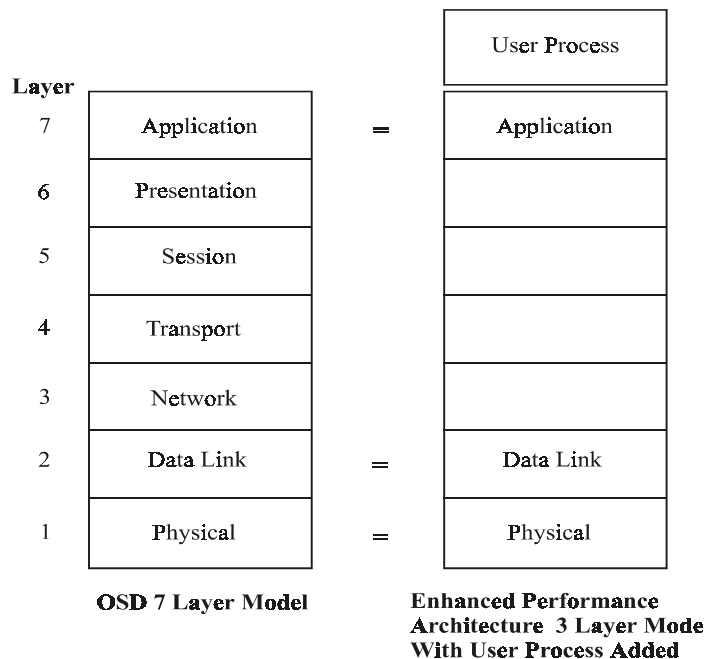 User Process
Layer
7 Application = Application
6 Presentation
5 Session
4 Transport
3 Network
2 Data Link = Data Link
1 Physical = Physical
OSD 7 Layer Model
Enhanced Performance
Architecture 3 Layer Mode
With User Process Added